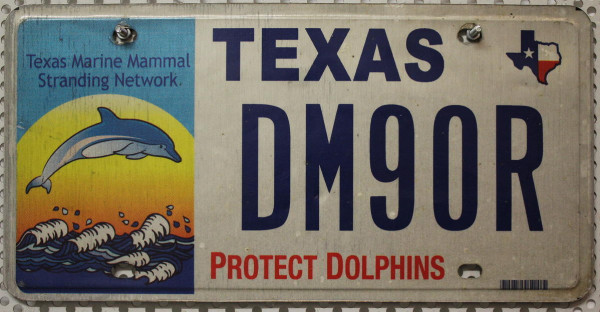 Texas Marine Mammal
Stranding Network
TEXAS
DM90R
PROTECT DOLPHINS